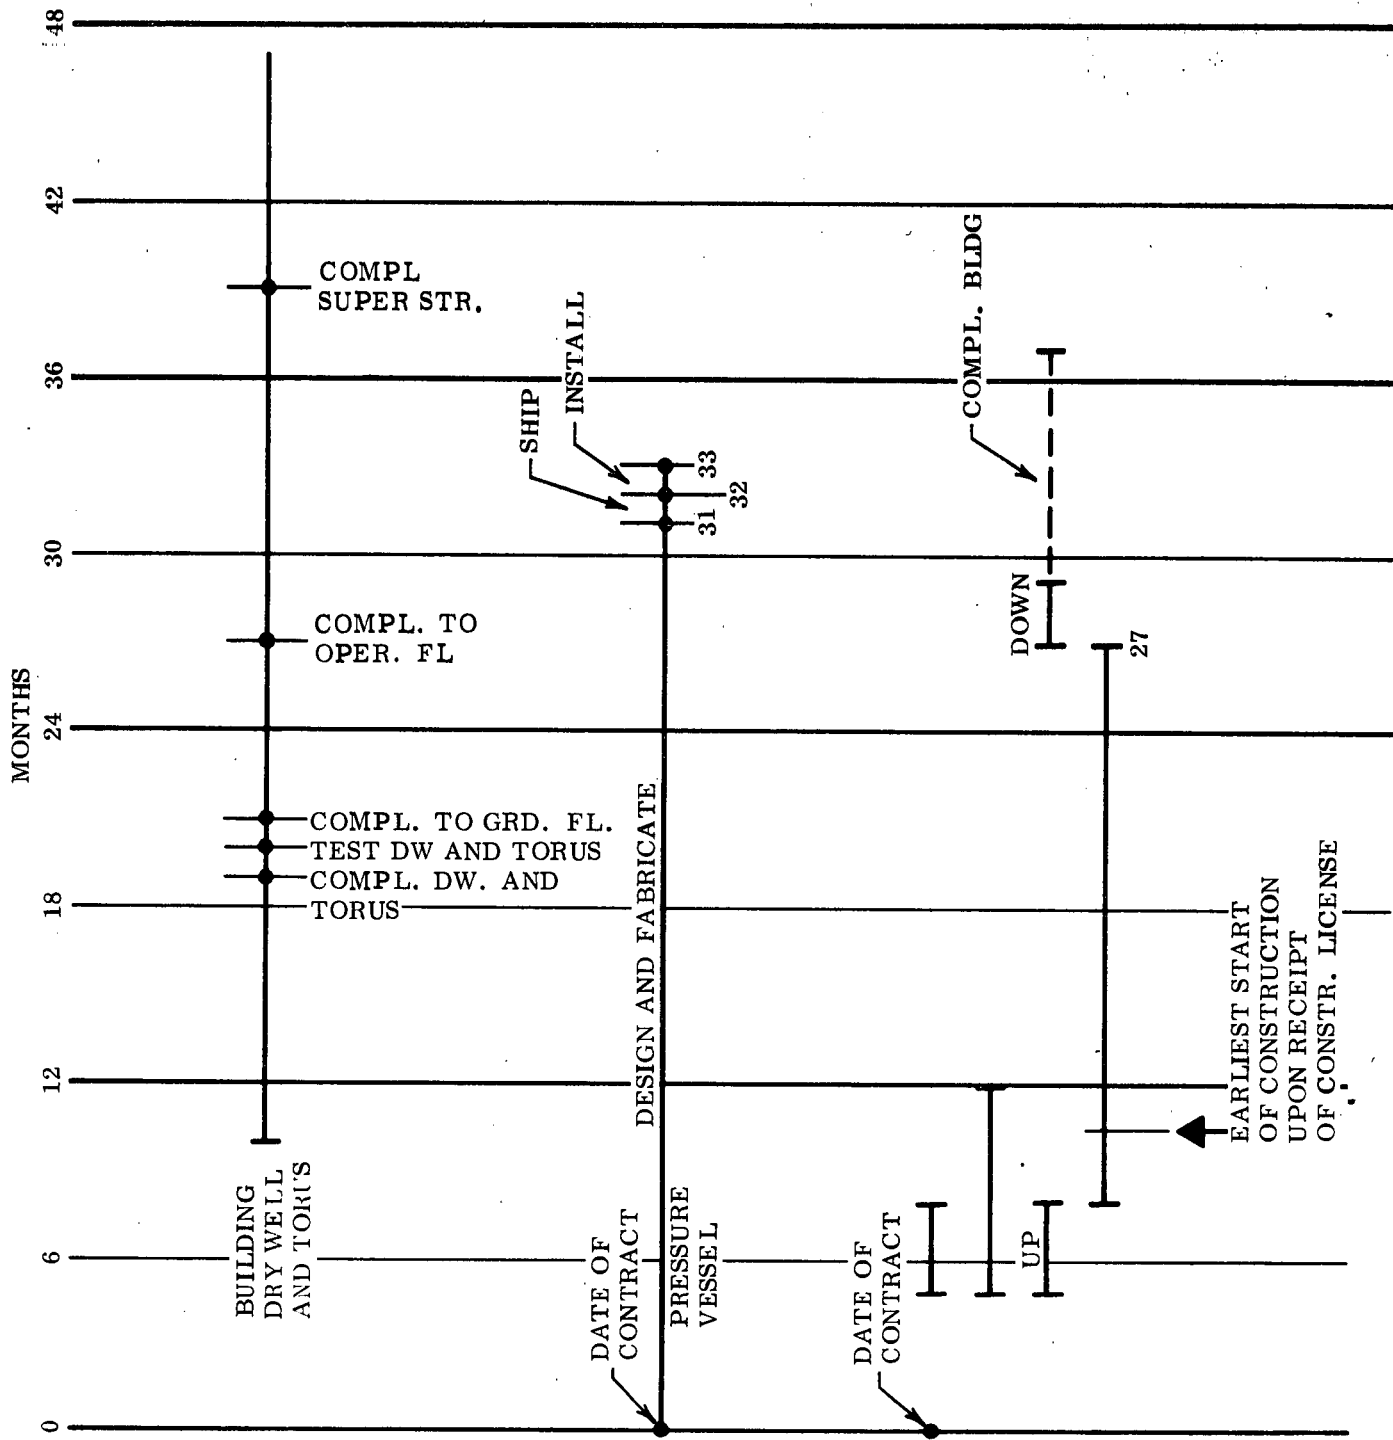 MONTHS
0
6
12
18
24
30
36
42
48
BUILDING
DRY WELL
AND TORUS
COMPL. DW. AND
TORUS
TEST DW AND TORUS
COMPL. TO GRD. FL.
COMPL. TO
OPER. FL
COMPL
SUPER STR.
DATE OF
CONTRACT
PRESSURE
VESSEL
DESIGN AND FABRICATE
31
32
33
SHIP
INSTALL
DATE OF
CONTRACT
UP
DOWN
COMPL. BLDG
27
EARLIEST START
OF CONSTRUCTION
UPON RECEIPT
OF CONSTR. LICENSE